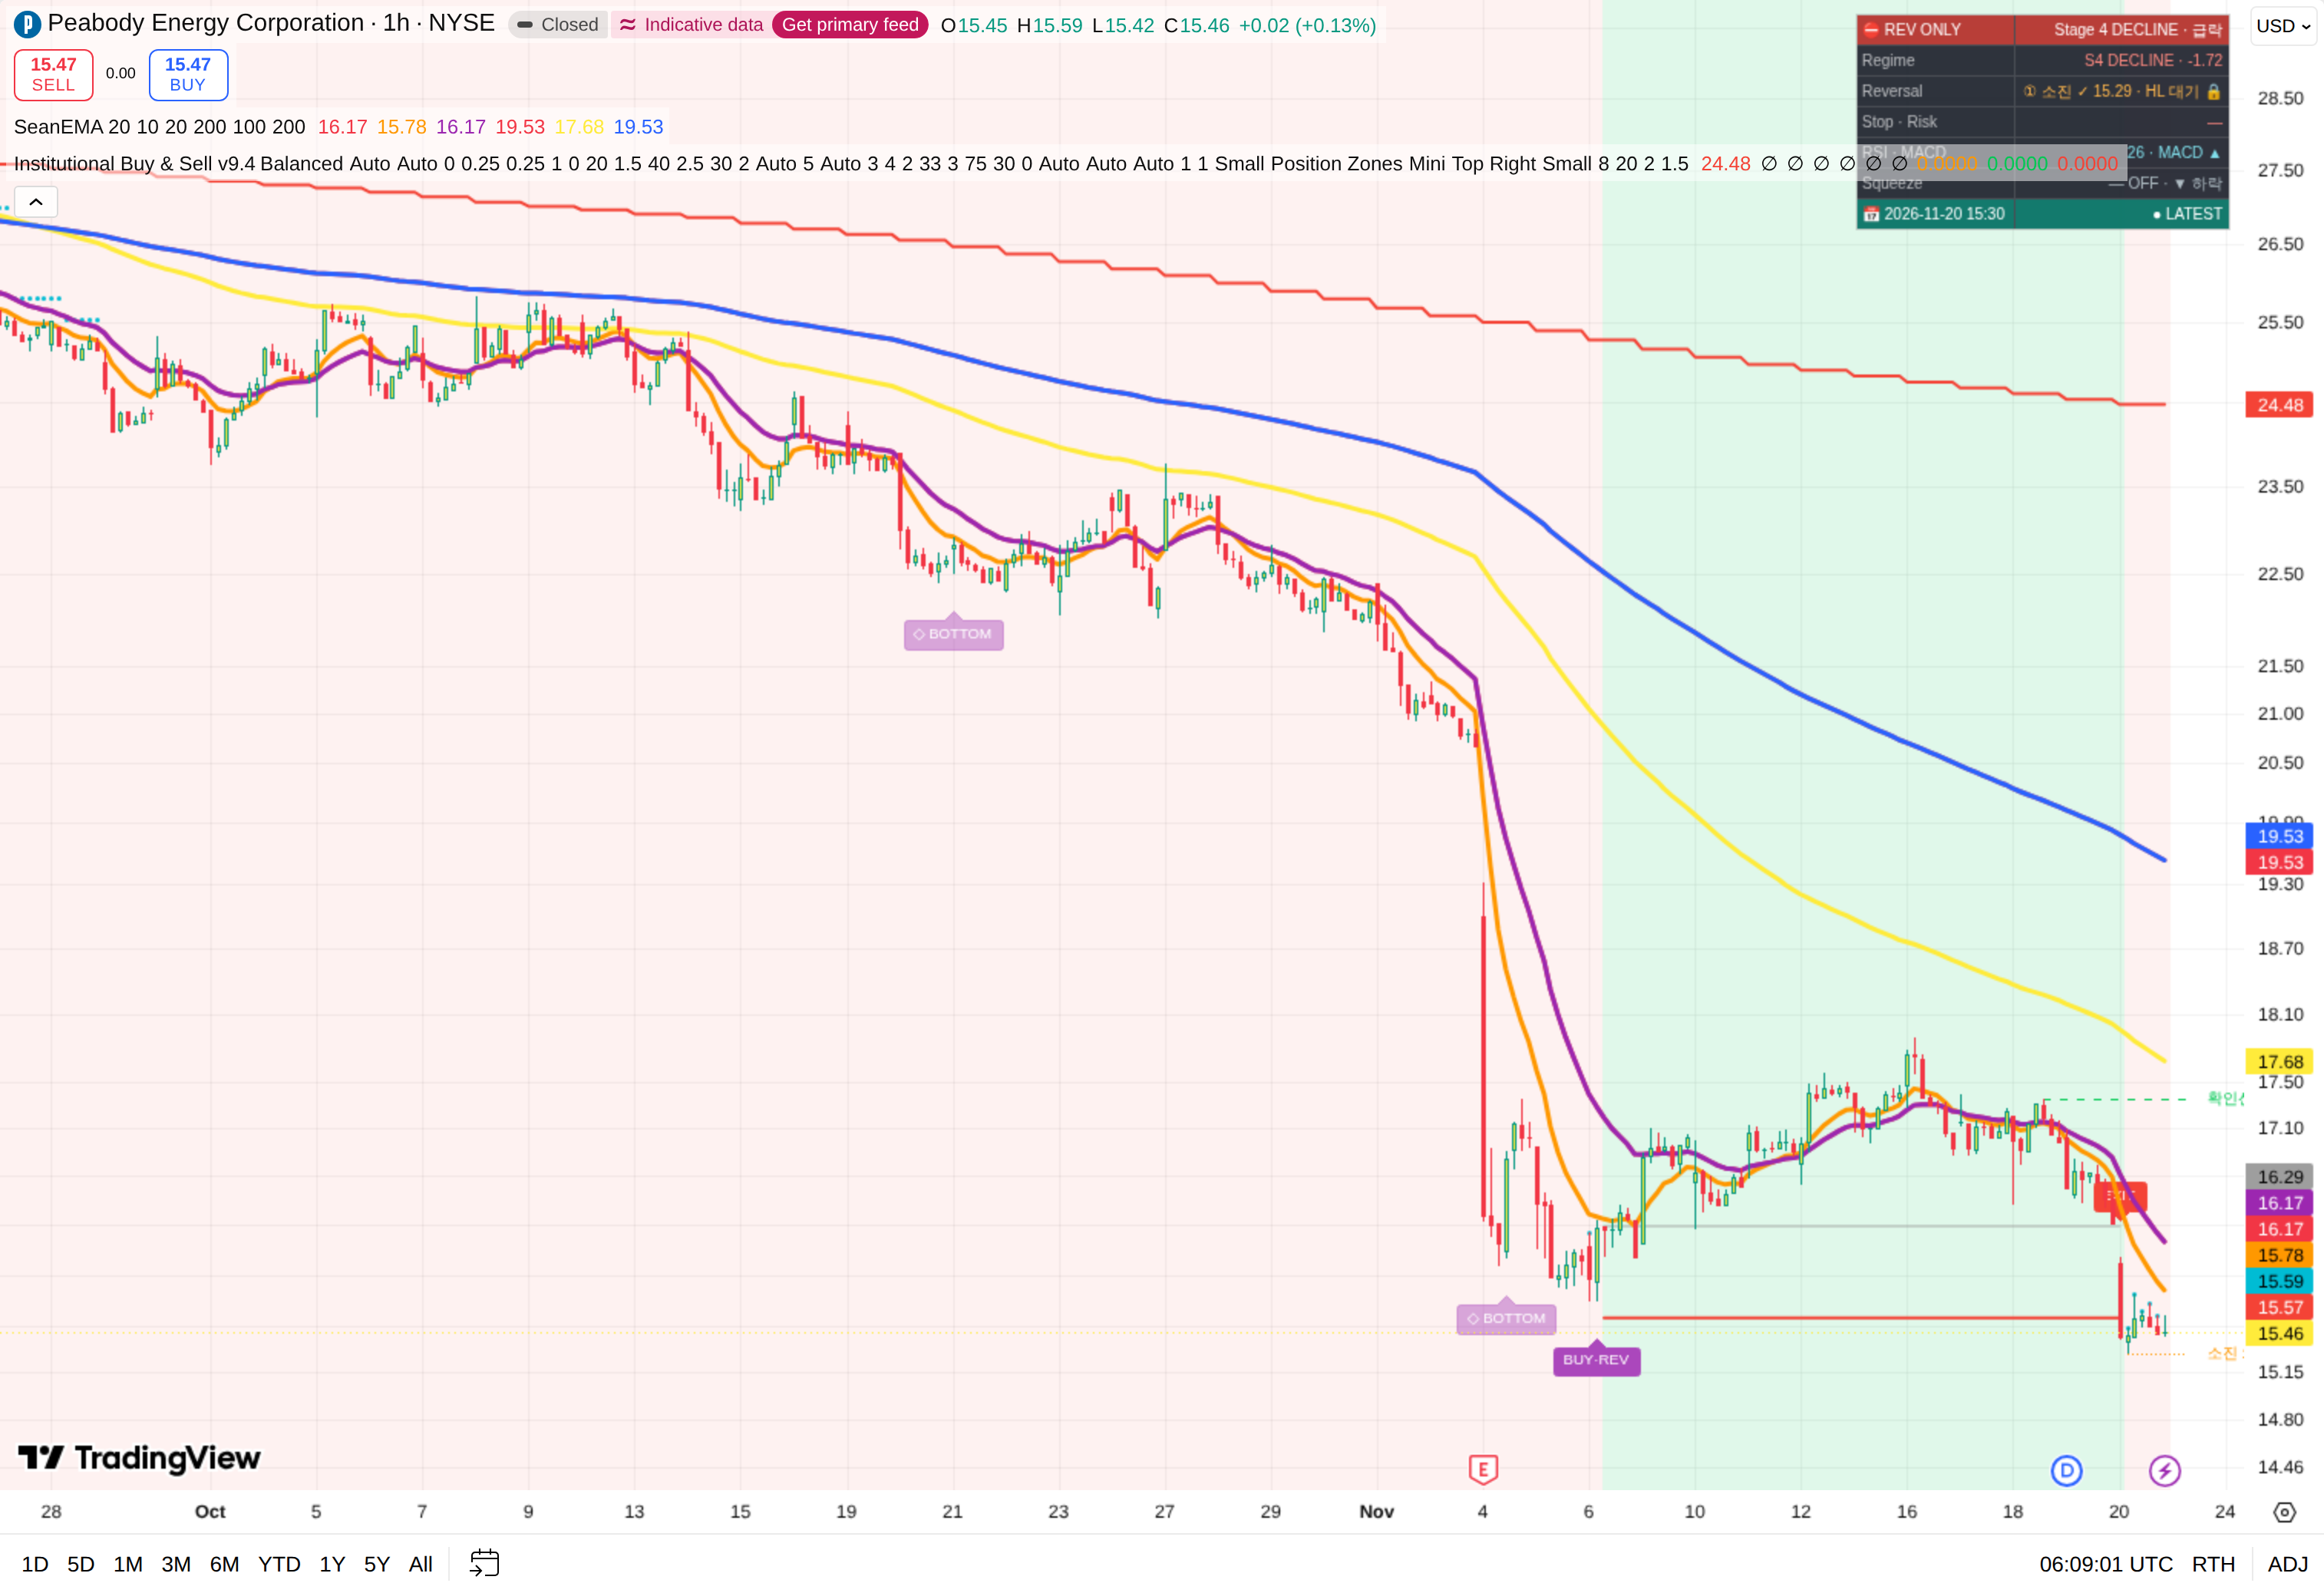 Peabody Energy Corporation · 1h · NYSE Closed Indicative data Get primary feed O15.45 H15.59 L15.42 C15.46 +0.02 (+0.13%)
15.47 SELL 0.00 15.47 BUY
SeanEMA 20 10 20 200 100 200 16.17 15.78 16.17 19.53 17.68 19.53
Institutional Buy & Sell v9.4 Balanced Auto Auto 0 0.25 0.25 1 0 20 1.5 40 2.5 30 2 Auto 5 Auto 3 4 2 33 3 75 30 0 Auto Auto Auto 1 1 Small Position Zones Mini Top Right Small 8 20 2 1.5 24.48 ∅ ∅ ∅ ∅ ∅ ∅ 0.0000 0.0000 0.0000
REV ONLY Stage 4 DECLINE · 급락
Regime S4 DECLINE · -1.72
Reversal ① 소진 ✓ 15.29 · HL 대기
Stop · Risk —
RSI · MACD 26 · MACD ▲
Squeeze — OFF · ▼ 하락
2026-11-20 15:30 ● LATEST
USD
28.50
27.50
26.50
25.50
24.48
23.50
22.50
21.50
21.00
20.50
19.53
19.53
19.30
18.70
18.10
17.68
17.50
17.10
16.29
16.17
16.17
15.78
15.59
15.57
15.46
15.15
14.80
14.46
◇ BOTTOM
◇ BOTTOM
BUY·REV
소진
TradingView
E
D
28 Oct 5 7 9 13 15 19 21 23 27 29 Nov 4 6 10 12 16 18 20 24
1D 5D 1M 3M 6M YTD 1Y 5Y All 06:09:01 UTC RTH ADJ